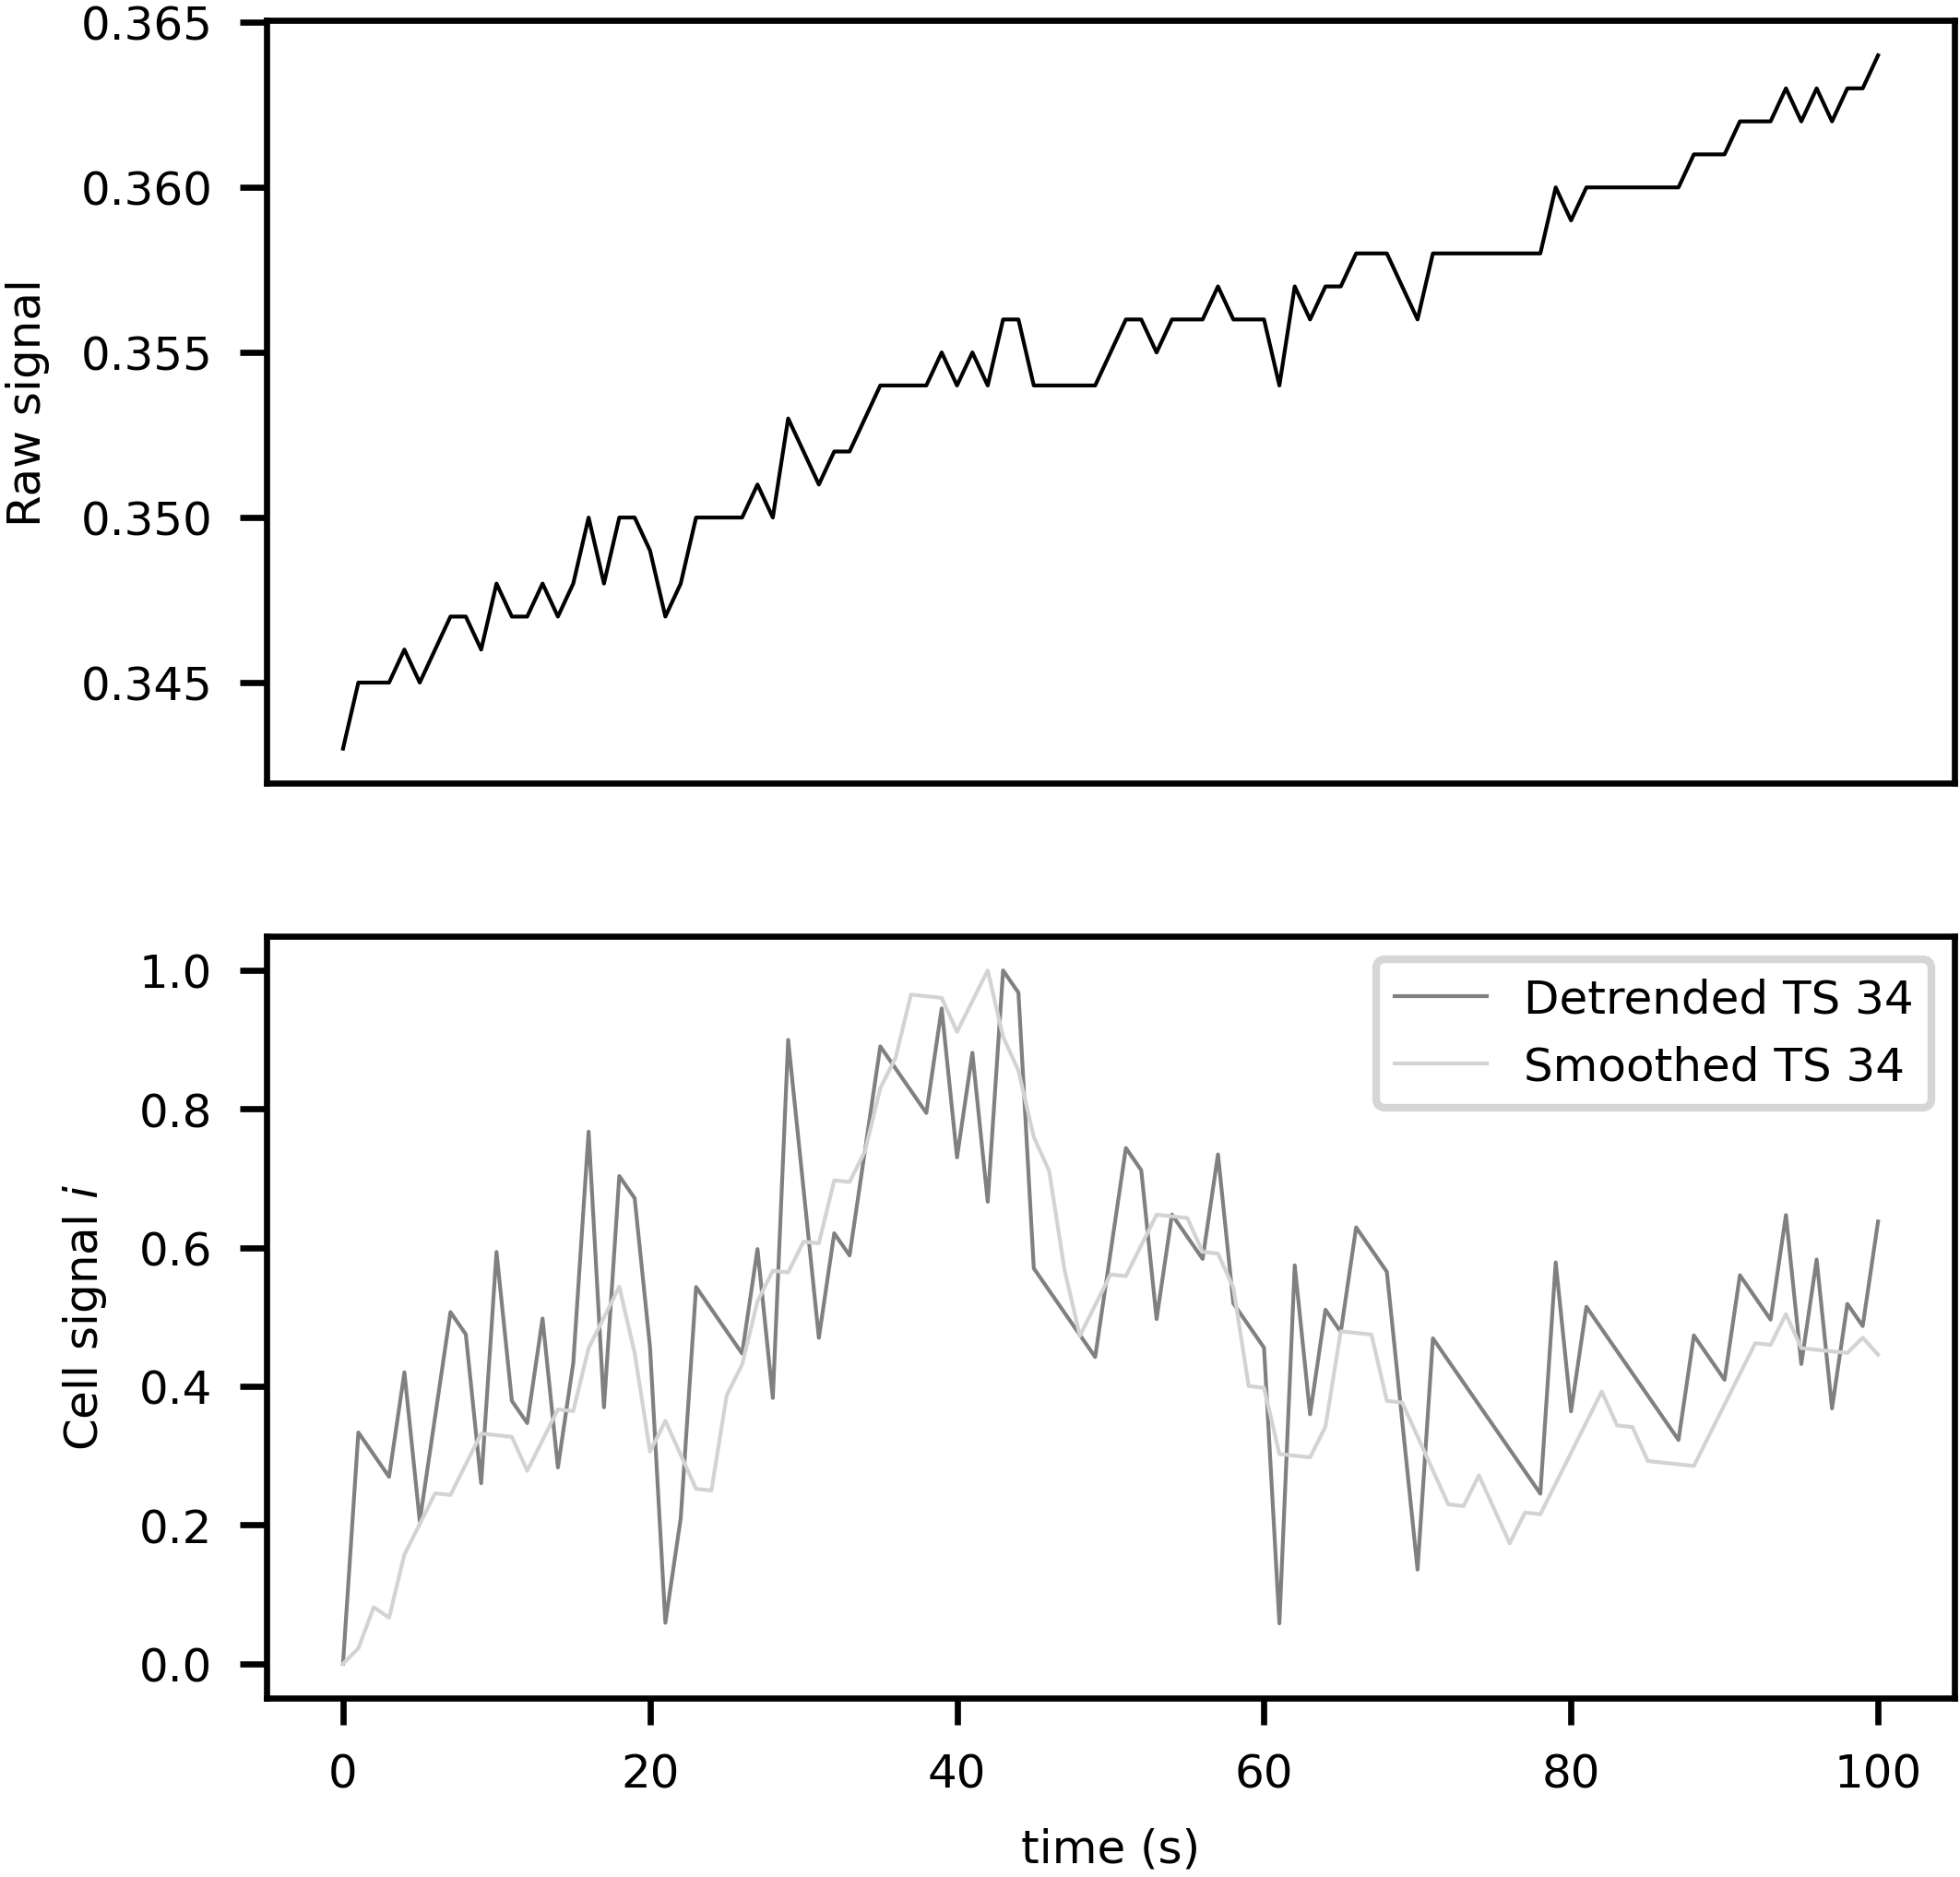 0.365
0.360
0.355
0.350
0.345
Raw signal
1.0
0.8
0.6
0.4
0.2
0.0
Cell signal i
Detrended TS 34
Smoothed TS 34
0 20 40 60 80 100
time (s)